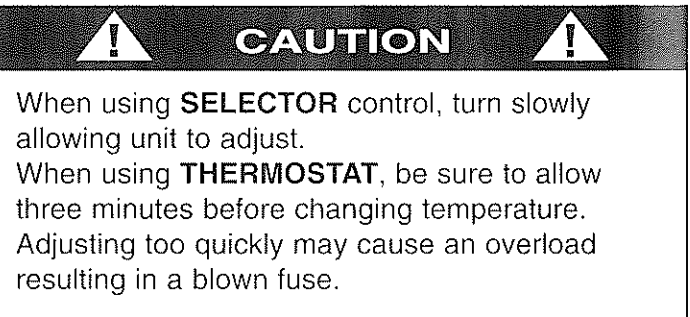 CAUTION
When using SELECTOR control, turn slowly
allowing unit to adjust.
When using THERMOSTAT, be sure to allow
three minutes before changing temperature.
Adjusting too quickly may cause an overload
resulting in a blown fuse.